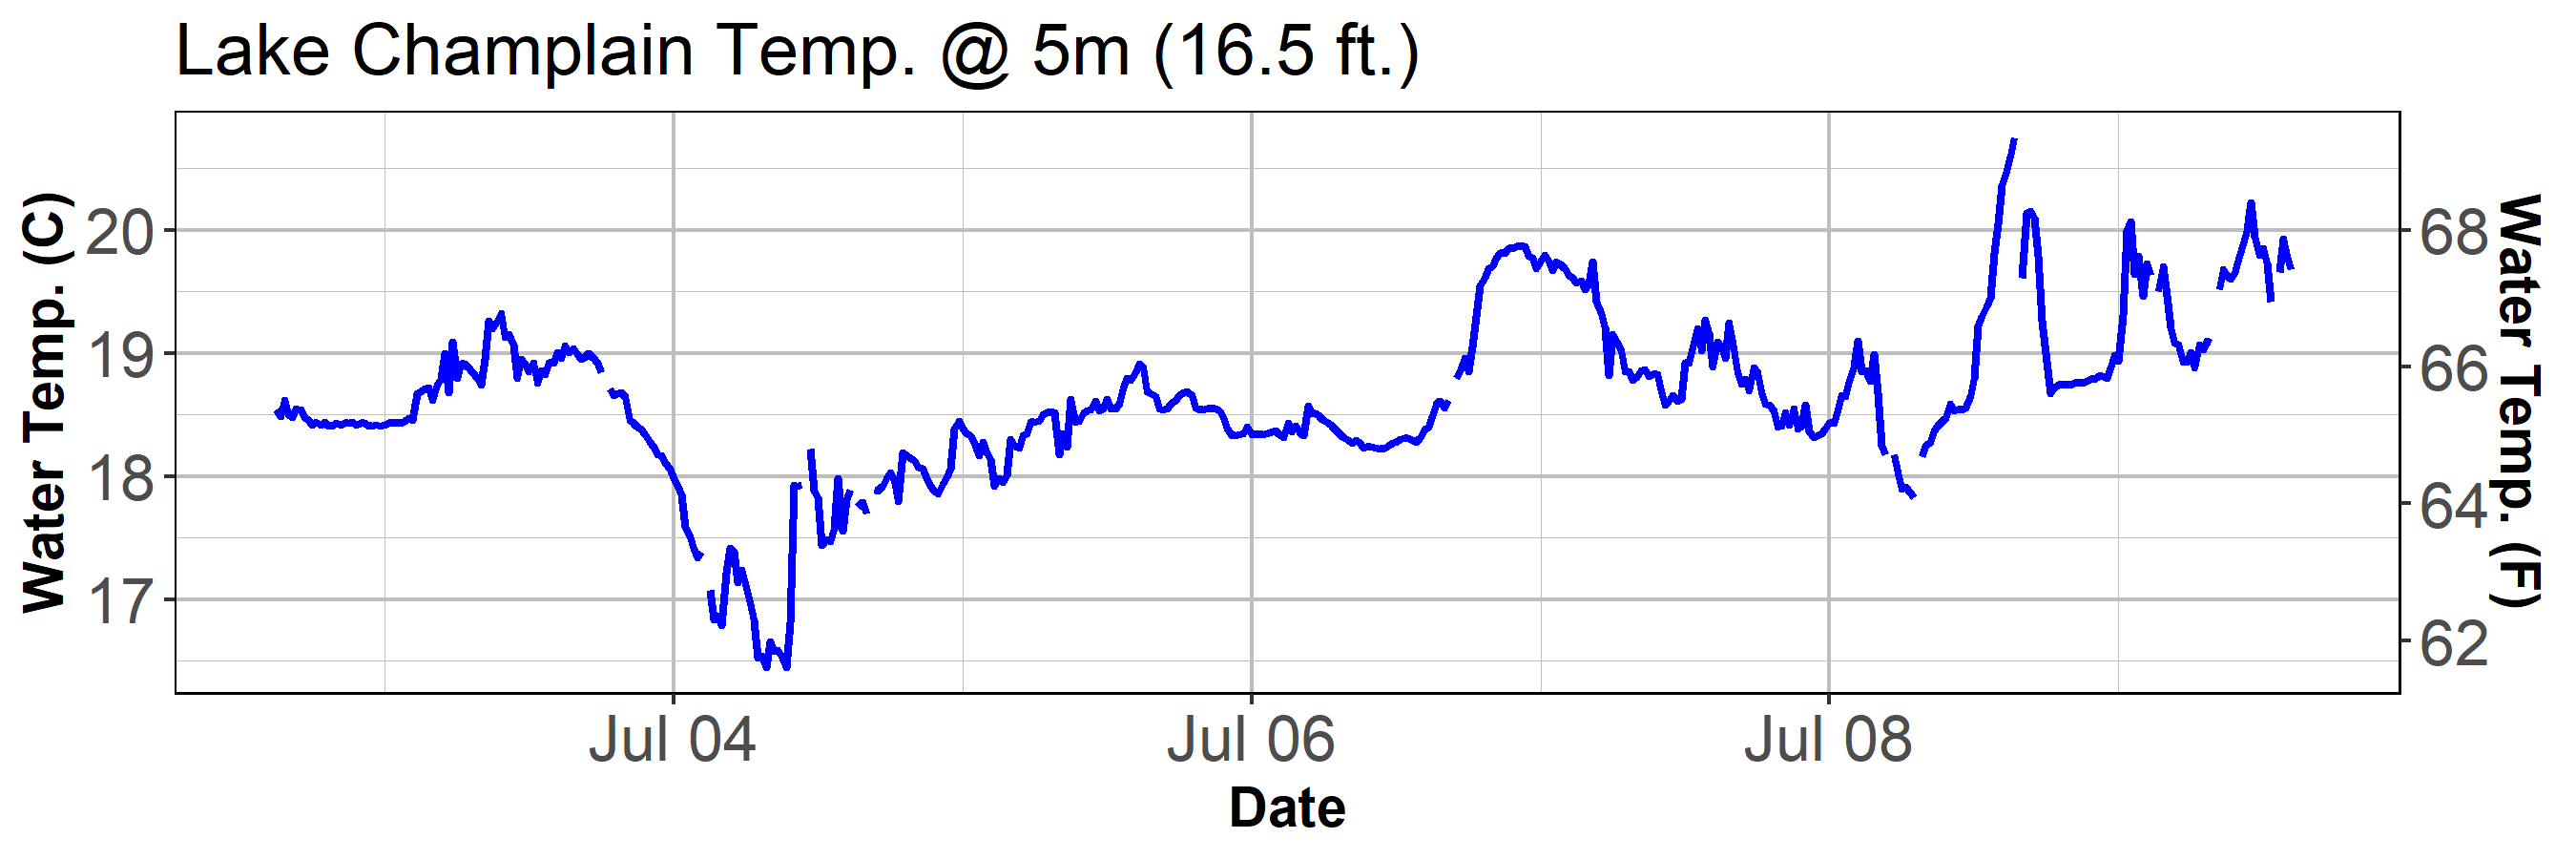 Lake Champlain Temp. @ 5m (16.5 ft.)
Water Temp. (C)
20
19
18
17
68
66
64
62
Water Temp. (F)
Jul 04
Jul 06
Jul 08
Date